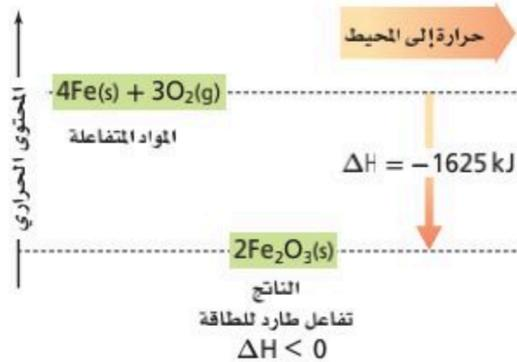 حرارة إلى المحيط
المحتوى الحراري
4Fe(s) + 3O₂(g)
المواد المتفاعلة
ΔH = −1625 kJ
2Fe₂O₃(s)
الناتج
تفاعل طارد للطاقة
ΔH < 0